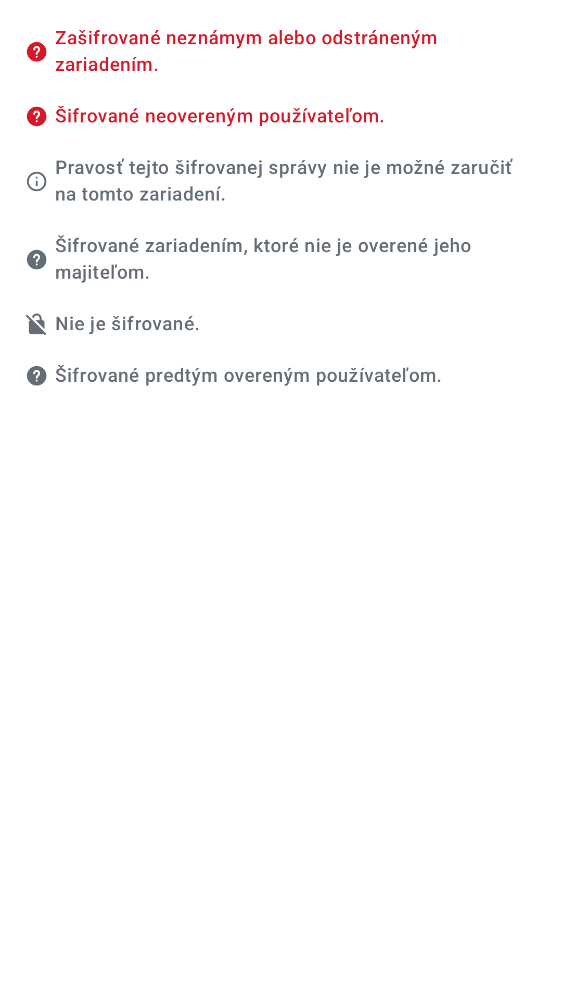 Zašifrované neznámym alebo odstráneným
zariadením.
Šifrované neovereným používateľom.
Pravosť tejto šifrovanej správy nie je možné zaručiť
na tomto zariadení.
Šifrované zariadením, ktoré nie je overené jeho
majiteľom.
Nie je šifrované.
Šifrované predtým overeným používateľom.